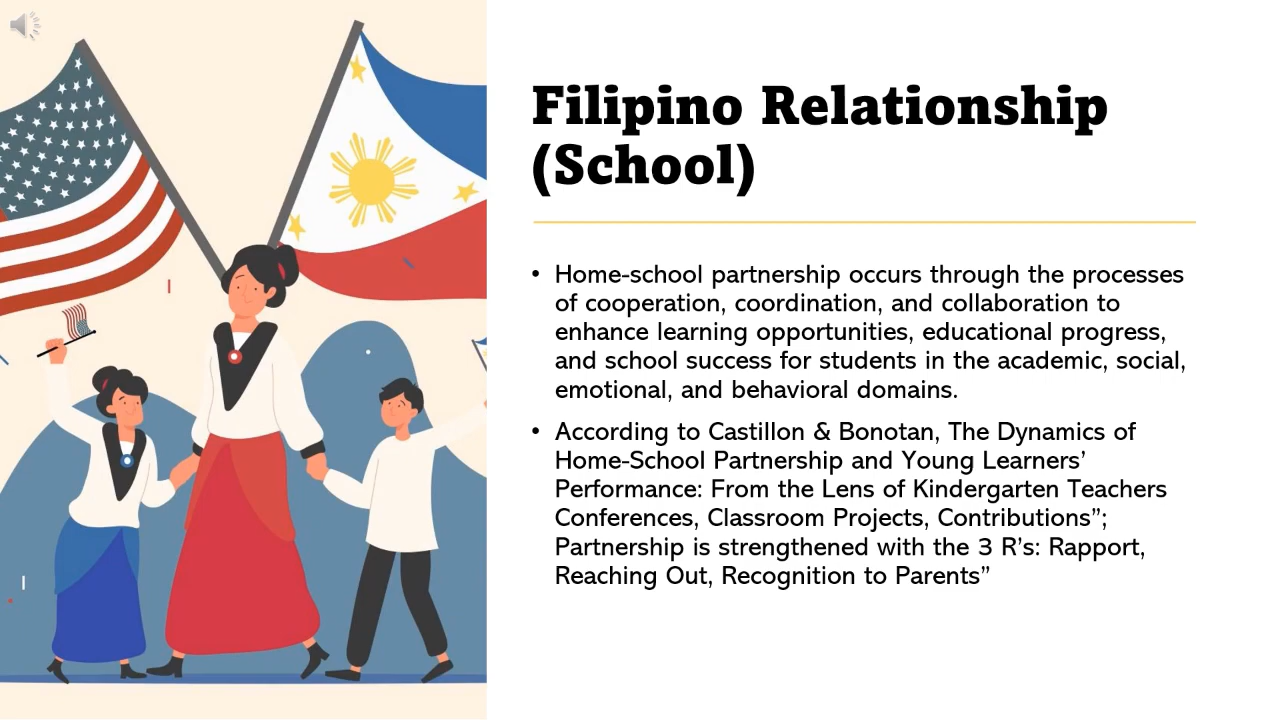 Filipino Relationship
(School)
• Home-school partnership occurs through the processes
of cooperation, coordination, and collaboration to
enhance learning opportunities, educational progress,
and school success for students in the academic, social,
emotional, and behavioral domains.
• According to Castillon & Bonotan, The Dynamics of
Home-School Partnership and Young Learners’
Performance: From the Lens of Kindergarten Teachers
Conferences, Classroom Projects, Contributions”;
Partnership is strengthened with the 3 R’s: Rapport,
Reaching Out, Recognition to Parents”